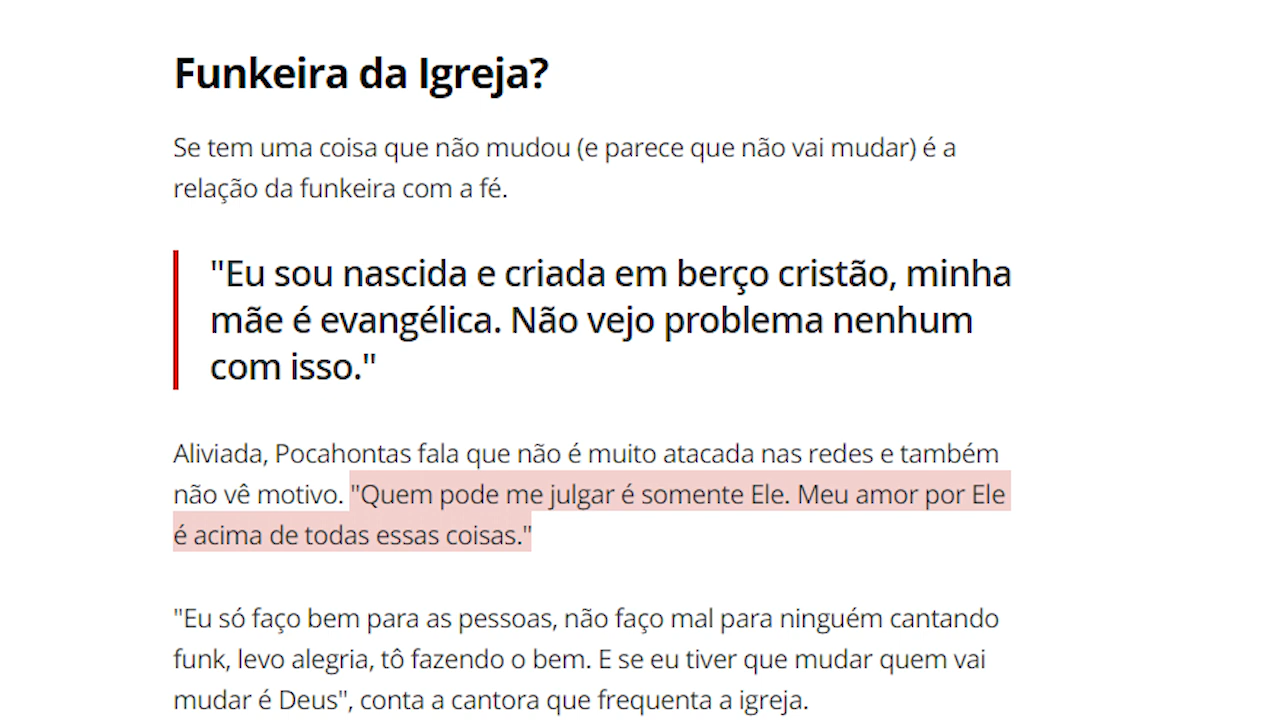 Funkeira da Igreja?
Se tem uma coisa que não mudou (e parece que não vai mudar) é a
relação da funkeira com a fé.
"Eu sou nascida e criada em berço cristão, minha
mãe é evangélica. Não vejo problema nenhum
com isso."
Aliviada, Pocahontas fala que não é muito atacada nas redes e também
não vê motivo. "Quem pode me julgar é somente Ele. Meu amor por Ele
é acima de todas essas coisas."
"Eu só faço bem para as pessoas, não faço mal para ninguém cantando
funk, levo alegria, tô fazendo o bem. E se eu tiver que mudar quem vai
mudar é Deus", conta a cantora que frequenta a igreja.